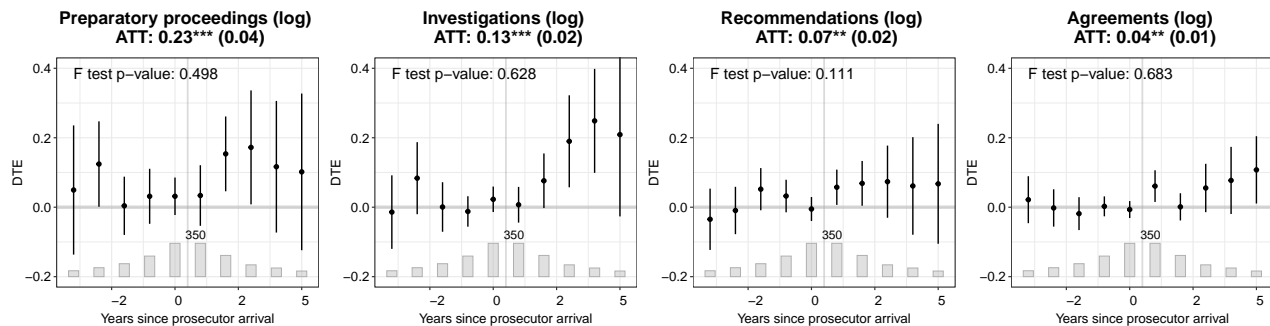 Preparatory proceedings (log)
ATT: 0.23*** (0.04)
F test p−value: 0.498
0.4
0.2
0.0
−0.2
DTE
350
−2
0
2
5
Years since prosecutor arrival
Investigations (log)
ATT: 0.13*** (0.02)
F test p−value: 0.628
0.4
0.2
0.0
−0.2
DTE
350
−2
0
2
5
Years since prosecutor arrival
Recommendations (log)
ATT: 0.07** (0.02)
F test p−value: 0.111
0.4
0.2
0.0
−0.2
DTE
350
−2
0
2
5
Years since prosecutor arrival
Agreements (log)
ATT: 0.04** (0.01)
F test p−value: 0.683
0.4
0.2
0.0
−0.2
DTE
350
−2
0
2
5
Years since prosecutor arrival